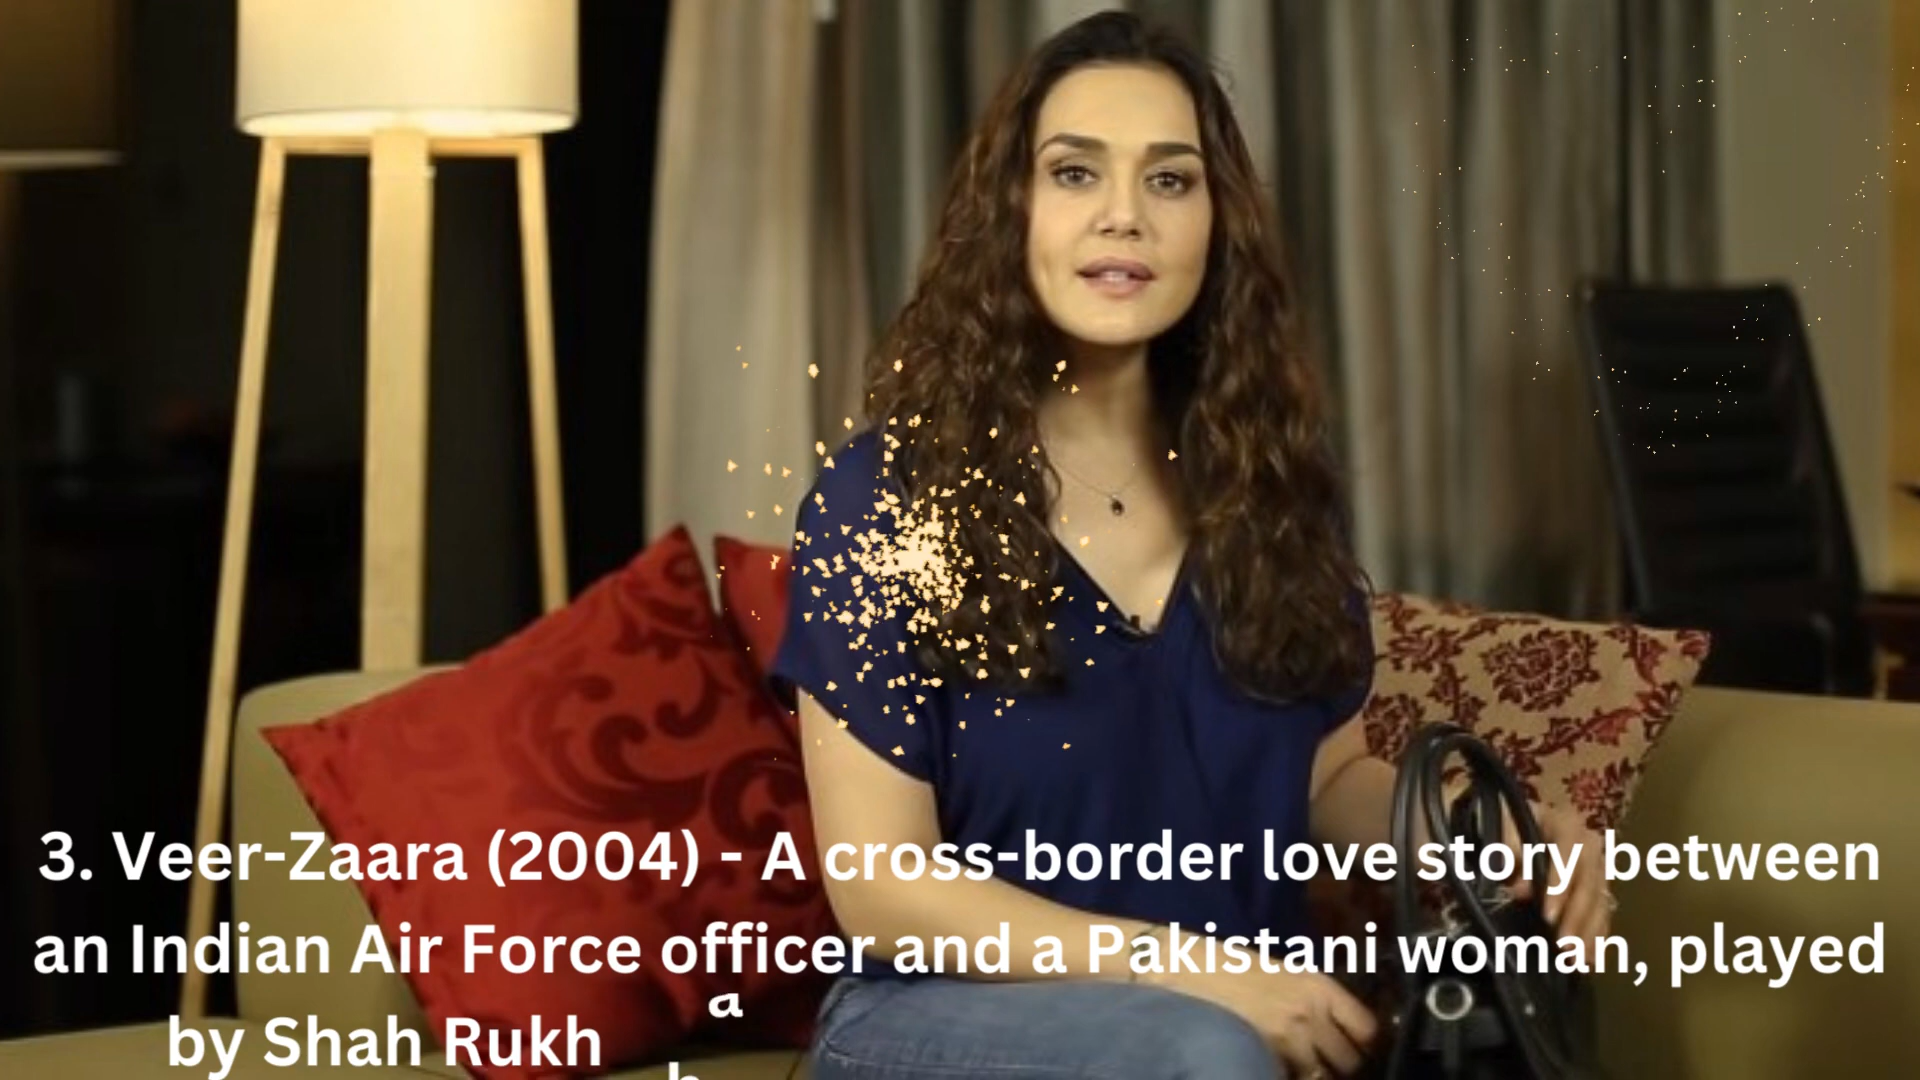 3. Veer-Zaara (2004) - A cross-border love story between
an Indian Air Force officer and a Pakistani woman, played
by Shah Rukh
a